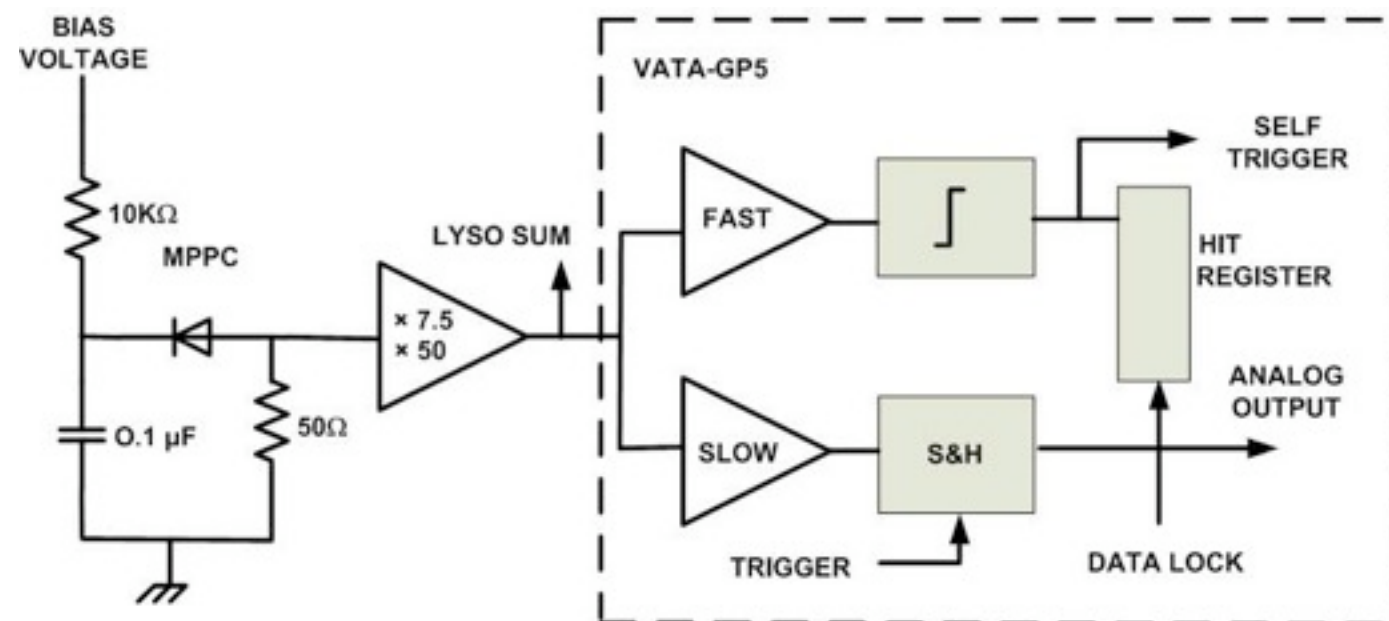 BIAS
VOLTAGE
10KΩ
MPPC
O.1 µF
50Ω
× 7.5
× 50
LYSO SUM
VATA-GP5
FAST
SLOW
S&H
TRIGGER
SELF
TRIGGER
HIT
REGISTER
ANALOG
OUTPUT
DATA LOCK